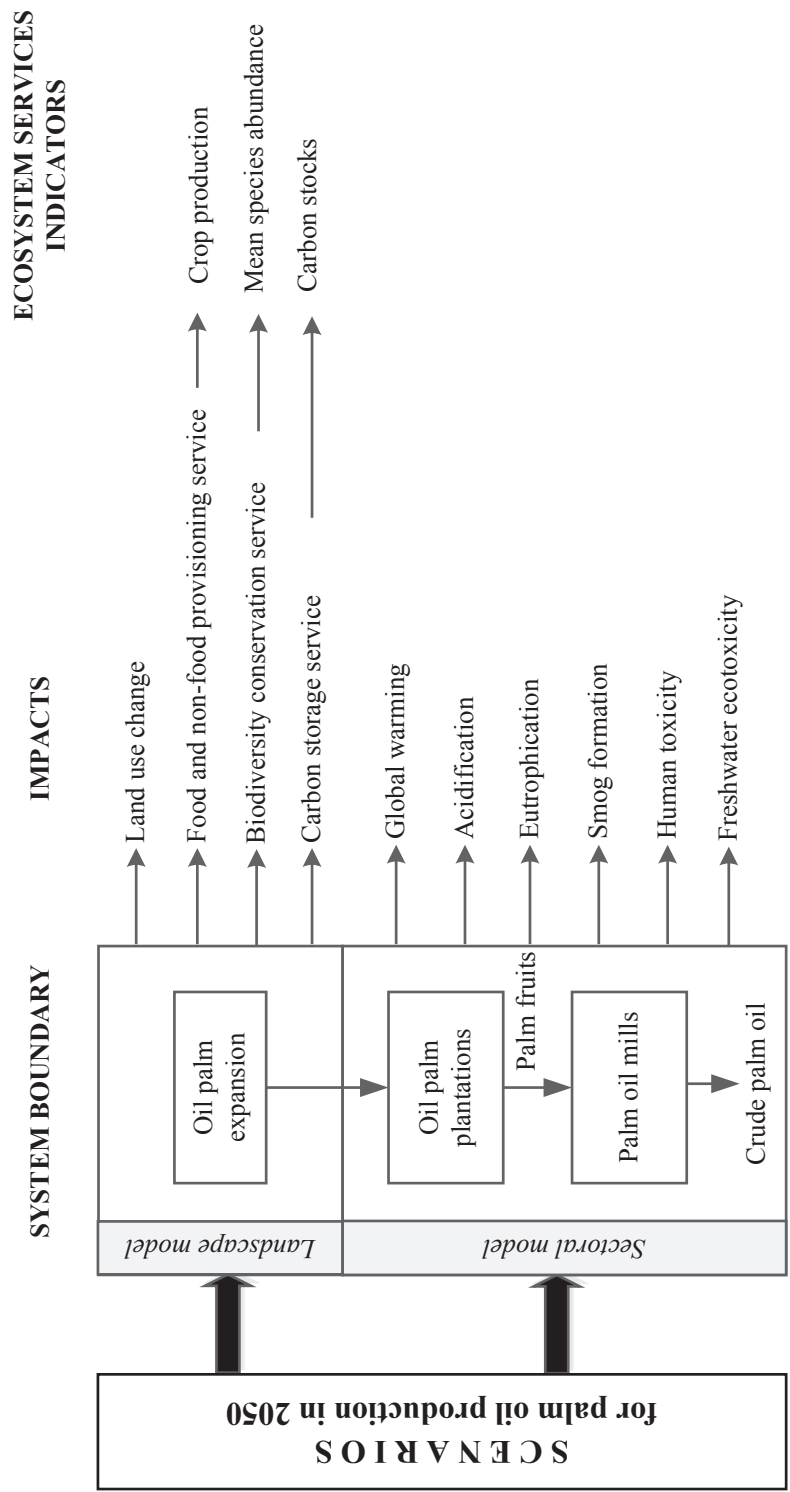 SCENARIOS
for palm oil production in 2050
SYSTEM BOUNDARY
Landscape model
Oil palm
expansion
Sectoral model
Oil palm
plantations
Palm fruits
Palm oil mills
Crude palm oil
IMPACTS
Land use change
Food and non-food provisioning service
Biodiversity conservation service
Carbon storage service
Global warming
Acidification
Eutrophication
Smog formation
Human toxicity
Freshwater ecotoxicity
ECOSYSTEM SERVICES
INDICATORS
Crop production
Mean species abundance
Carbon stocks